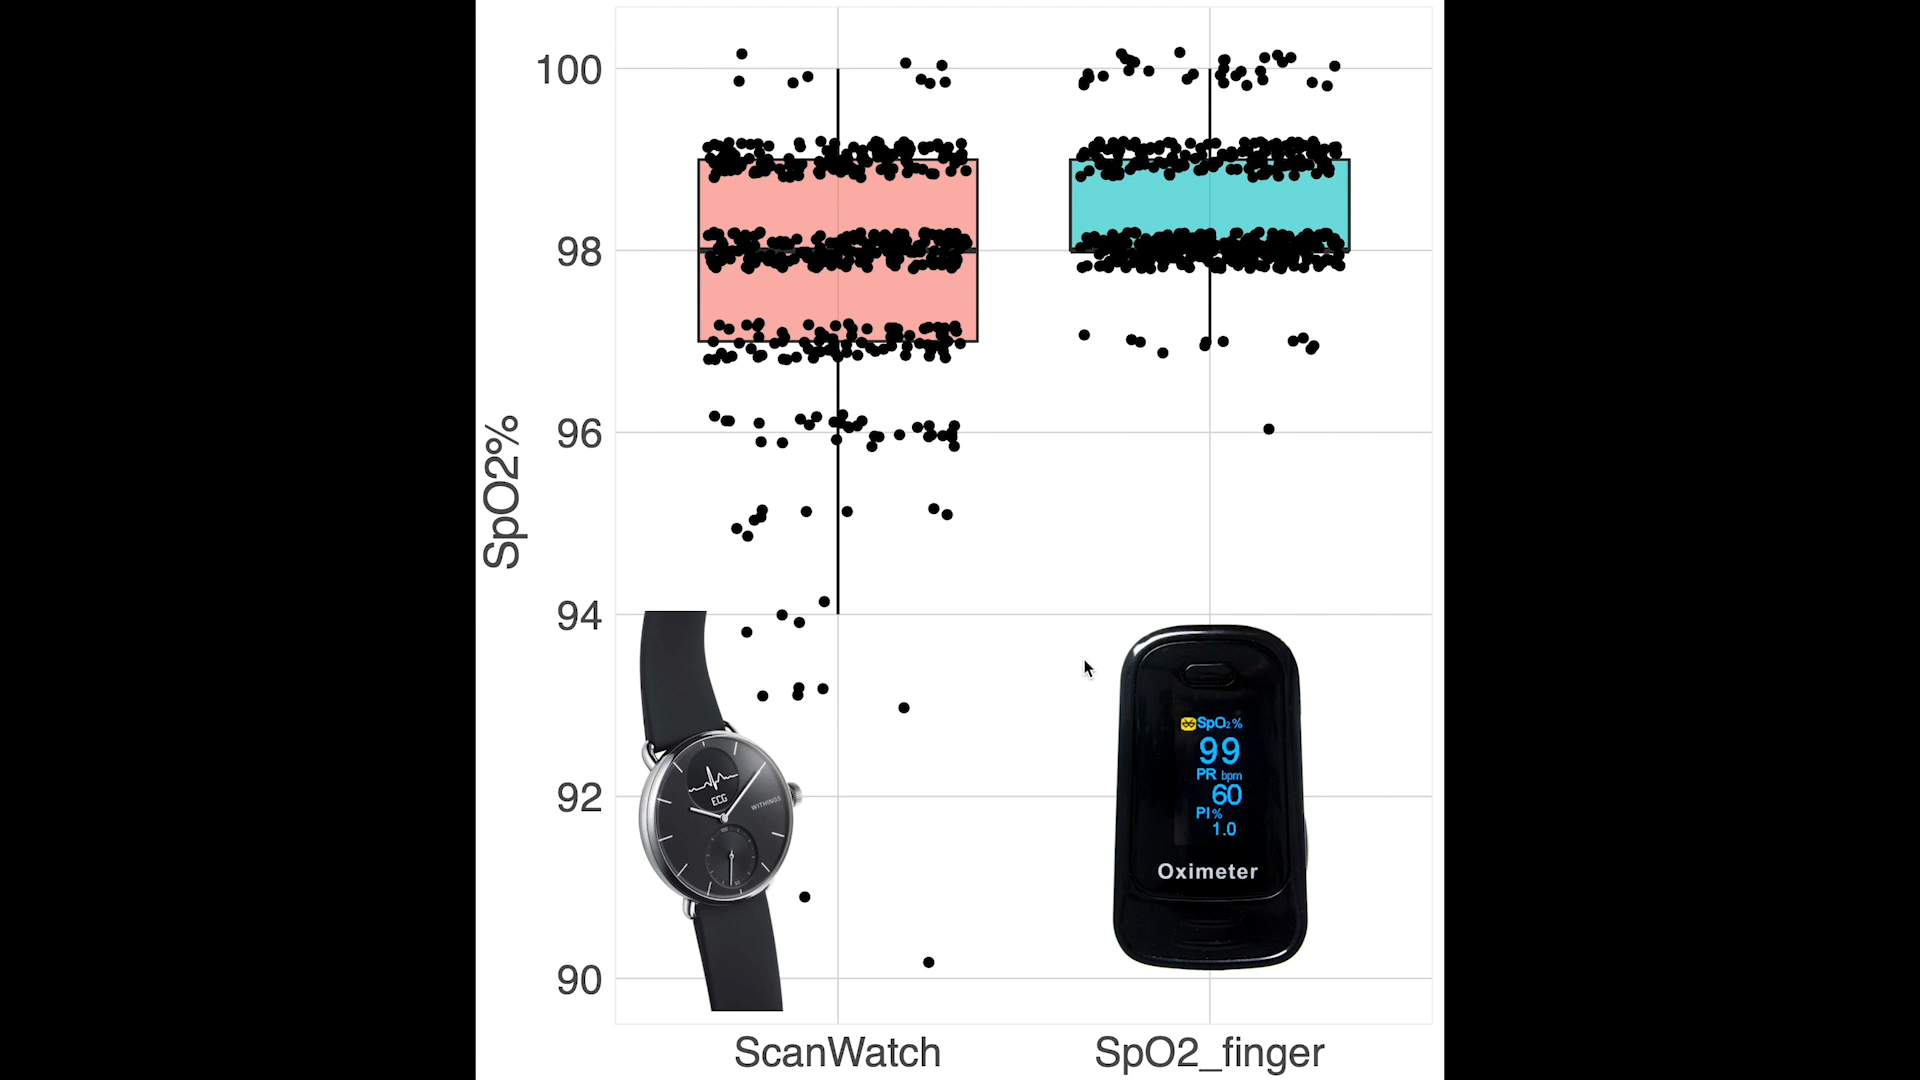 100
98
96
94
92
90
SpO2%
ECG
WITHINGS
SpO₂%
99
PR bpm
60
PI%
1.0
Oximeter
ScanWatch
SpO2_finger